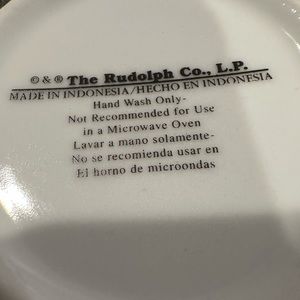 © & ® The Rudolph Co., L.P.
MADE IN INDONESIA/HECHO EN INDONESIA
Hand Wash Only-
Not Recommended for Use
in a Microwave Oven
Lavar a mano solamente-
No se recomienda usar en
El horno de microondas